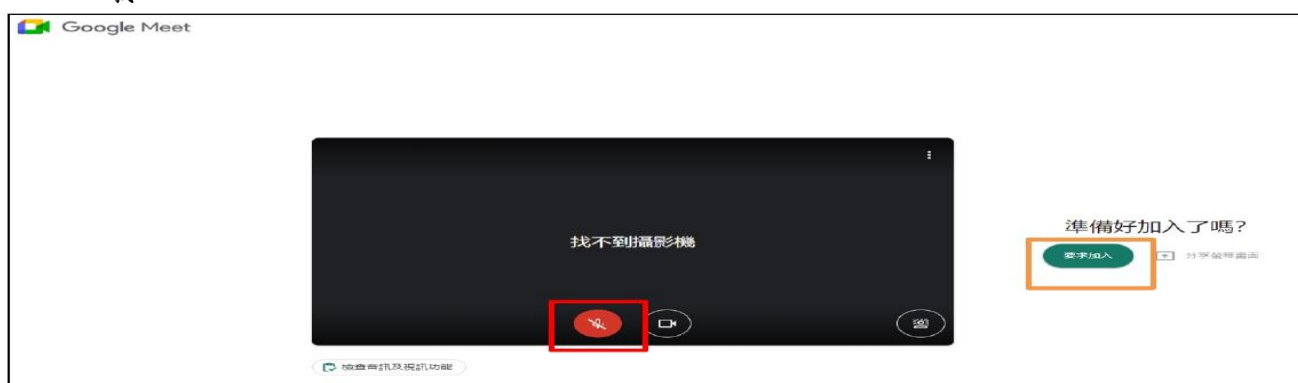 Google Meet
找不到攝影機
準備好加入了嗎?
要求加入
分享螢幕畫面
檢查音訊及視訊功能